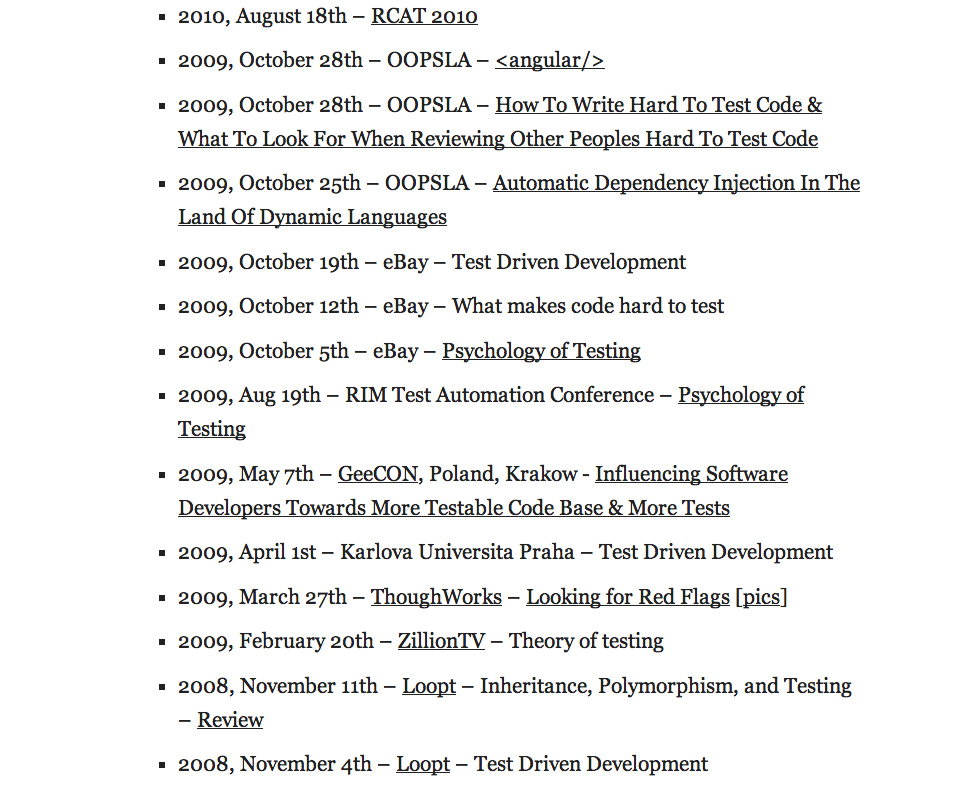 2010, August 18th – RCAT 2010
2009, October 28th – OOPSLA – <angular/>
2009, October 28th – OOPSLA – How To Write Hard To Test Code &
What To Look For When Reviewing Other Peoples Hard To Test Code
2009, October 25th – OOPSLA – Automatic Dependency Injection In The
Land Of Dynamic Languages
2009, October 19th – eBay – Test Driven Development
2009, October 12th – eBay – What makes code hard to test
2009, October 5th – eBay – Psychology of Testing
2009, Aug 19th – RIM Test Automation Conference – Psychology of
Testing
2009, May 7th – GeeCON, Poland, Krakow - Influencing Software
Developers Towards More Testable Code Base & More Tests
2009, April 1st – Karlova Universita Praha – Test Driven Development
2009, March 27th – ThoughWorks – Looking for Red Flags [pics]
2009, February 20th – ZillionTV – Theory of testing
2008, November 11th – Loopt – Inheritance, Polymorphism, and Testing
– Review
2008, November 4th – Loopt – Test Driven Development